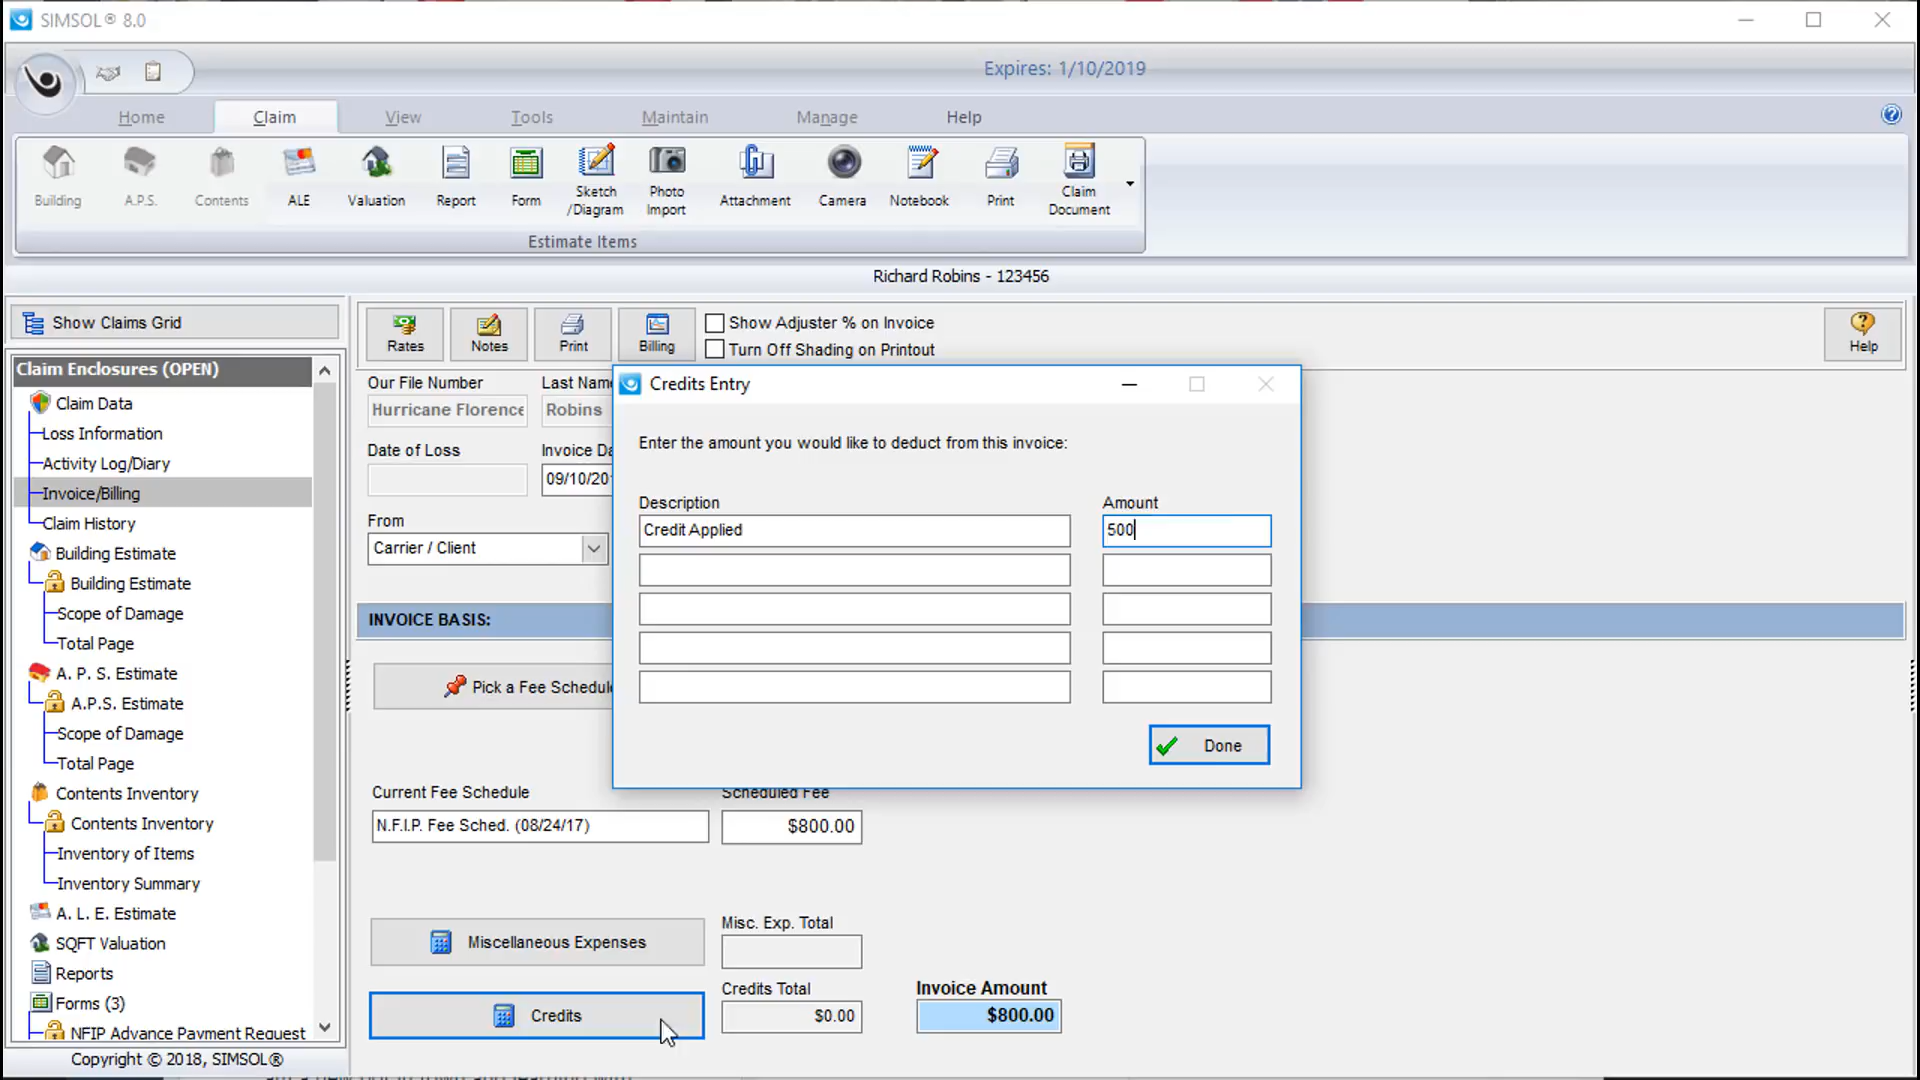 SIMSOL® 8.0
Expires: 1/10/2019
Home
Claim
View
Tools
Maintain
Manage
Help
Building
A.P.S.
Contents
ALE
Valuation
Report
Form
Sketch
/Diagram
Photo
Import
Attachment
Camera
Notebook
Print
Claim
Document
Estimate Items
Richard Robins - 123456
Show Claims Grid
Claim Enclosures (OPEN)
Claim Data
Loss Information
Activity Log/Diary
Invoice/Billing
Claim History
Building Estimate
Building Estimate
Scope of Damage
Total Page
A. P. S. Estimate
A.P.S. Estimate
Scope of Damage
Total Page
Contents Inventory
Contents Inventory
Inventory of Items
Inventory Summary
A. L. E. Estimate
SQFT Valuation
Reports
Forms (3)
NFIP Advance Payment Request
Copyright © 2018, SIMSOL®
Rates
Notes
Print
Billing
Show Adjuster % on Invoice
Turn Off Shading on Printout
Help
Our File Number
Last Name
Hurricane Florence
Robins
Date of Loss
Invoice Da
09/10/20
From
Carrier / Client
INVOICE BASIS:
Pick a Fee Schedule
Credits Entry
Enter the amount you would like to deduct from this invoice:
Description
Amount
Credit Applied
500
Done
Current Fee Schedule
Scheduled Fee
N.F.I.P. Fee Sched. (08/24/17)
$800.00
Miscellaneous Expenses
Misc. Exp. Total
Credits
Credits Total
$0.00
Invoice Amount
$800.00